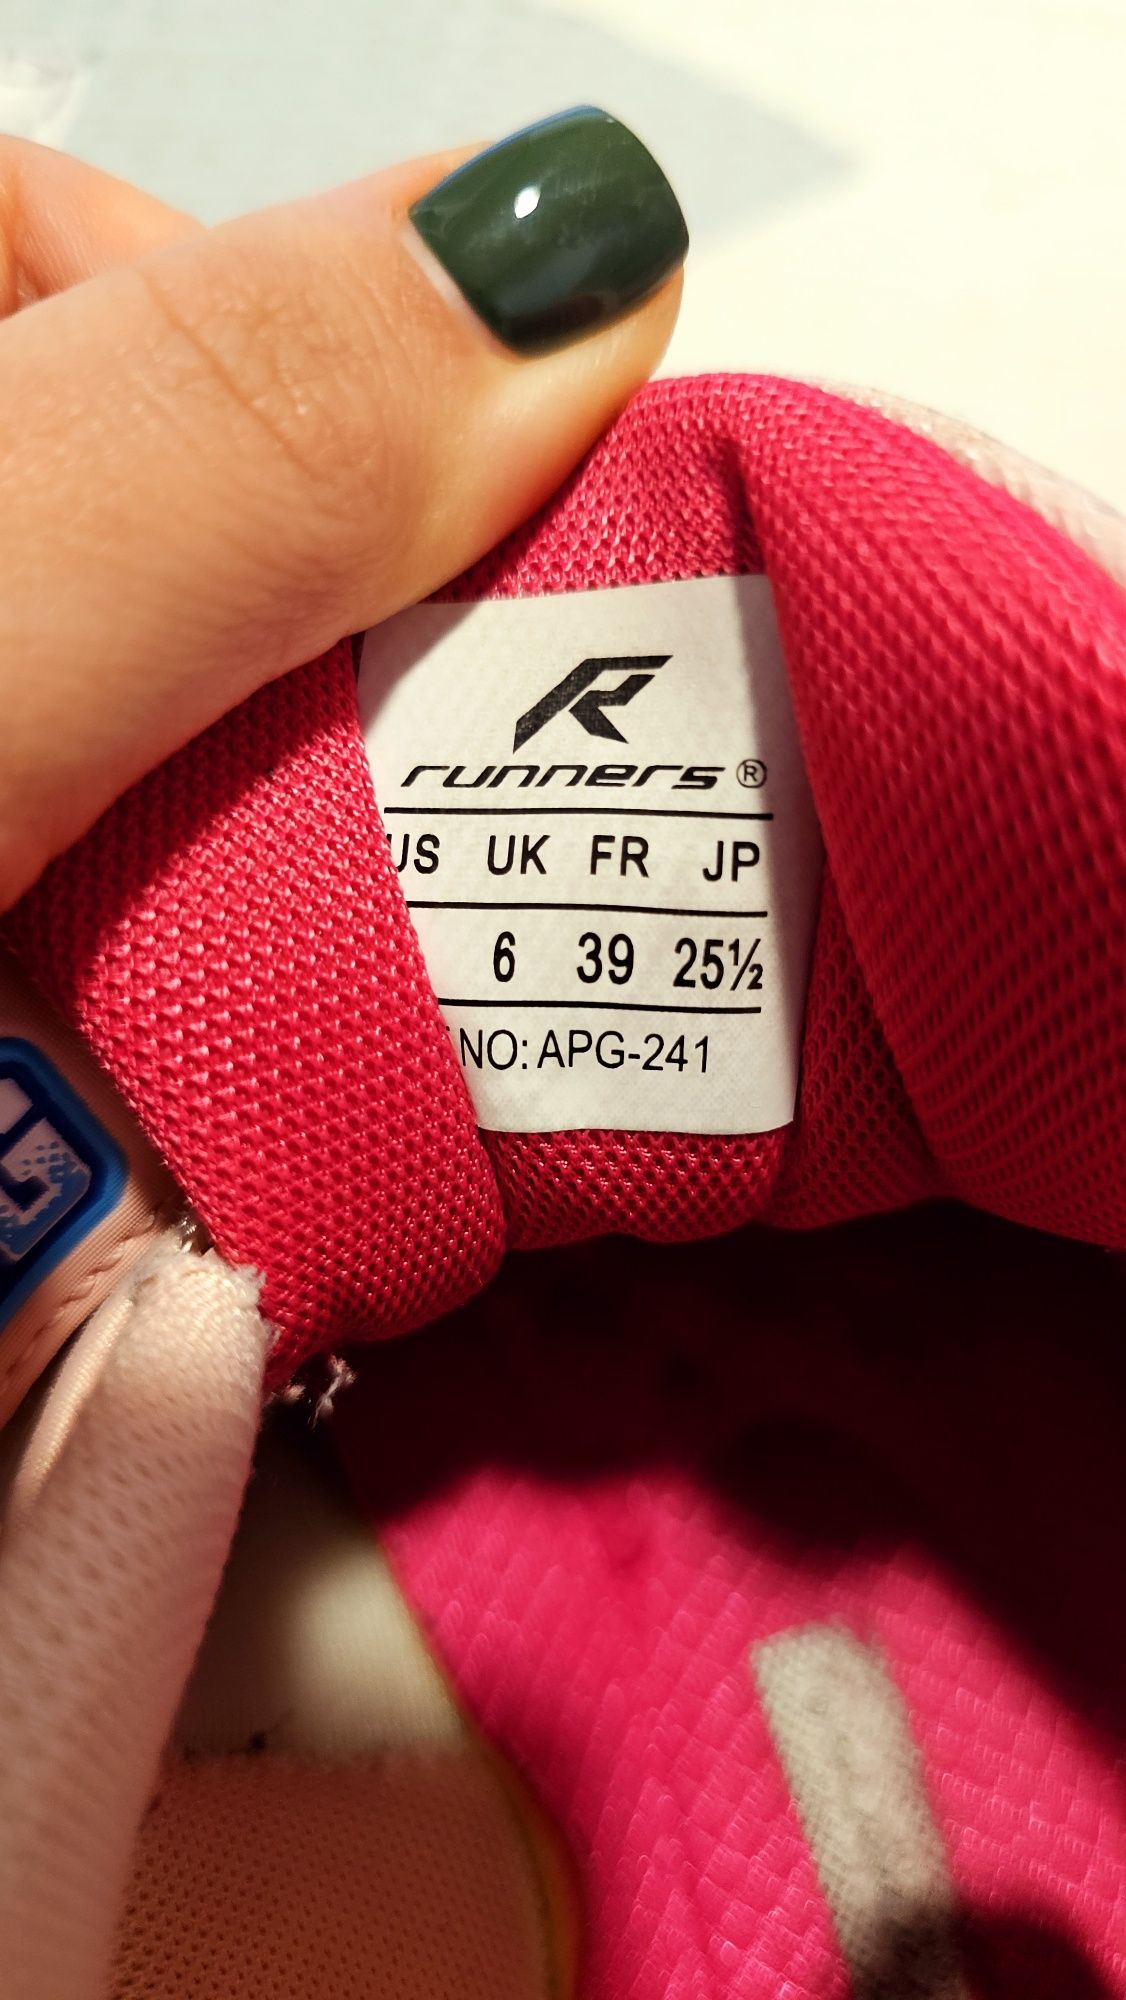 runners®
US UK FR JP
6 39 25½
NO: APG-241